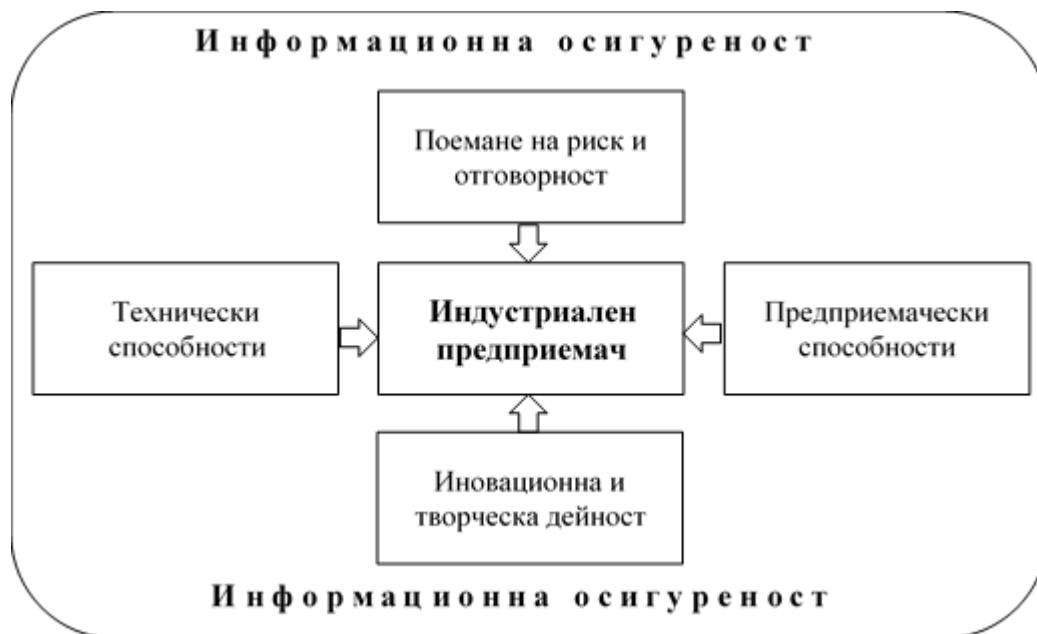 Информационна осигуреност
Поемане на риск и
отговорност
Технически
способности
Индустриален
предприемач
Предприемачески
способности
Иновационна и
творческа дейност
Информационна осигуреност